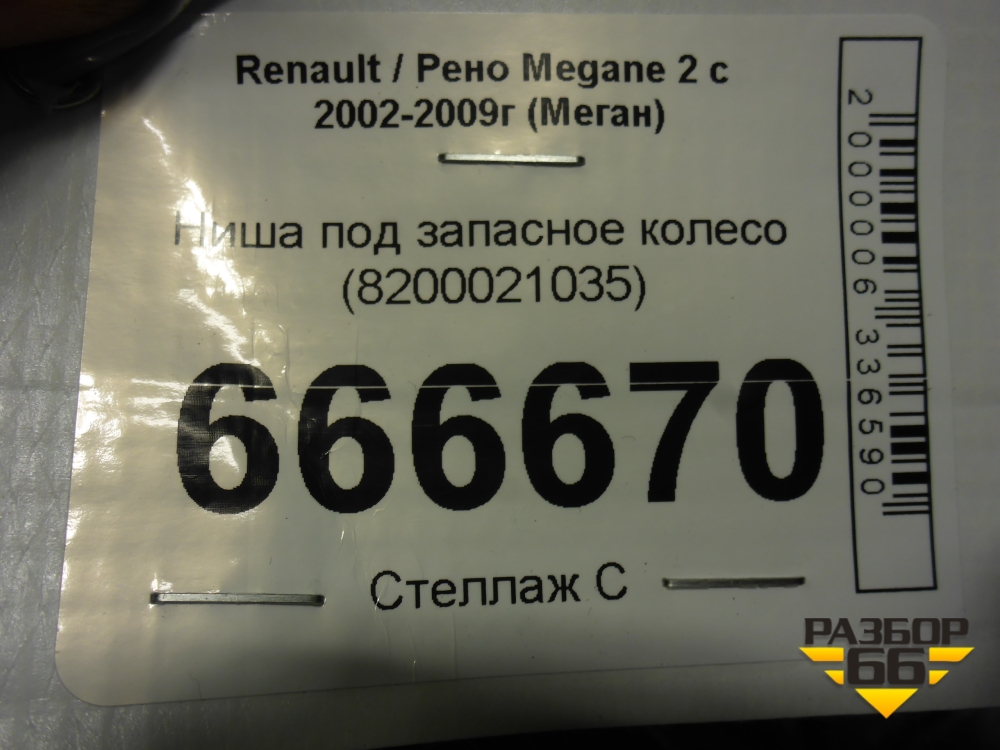 Renault / Рено Megane 2 с
2002-2009г (Меган)
Ниша под запасное колесо
(8200021035)
666670
Стеллаж С
2000006336590
РАЗБОР
66